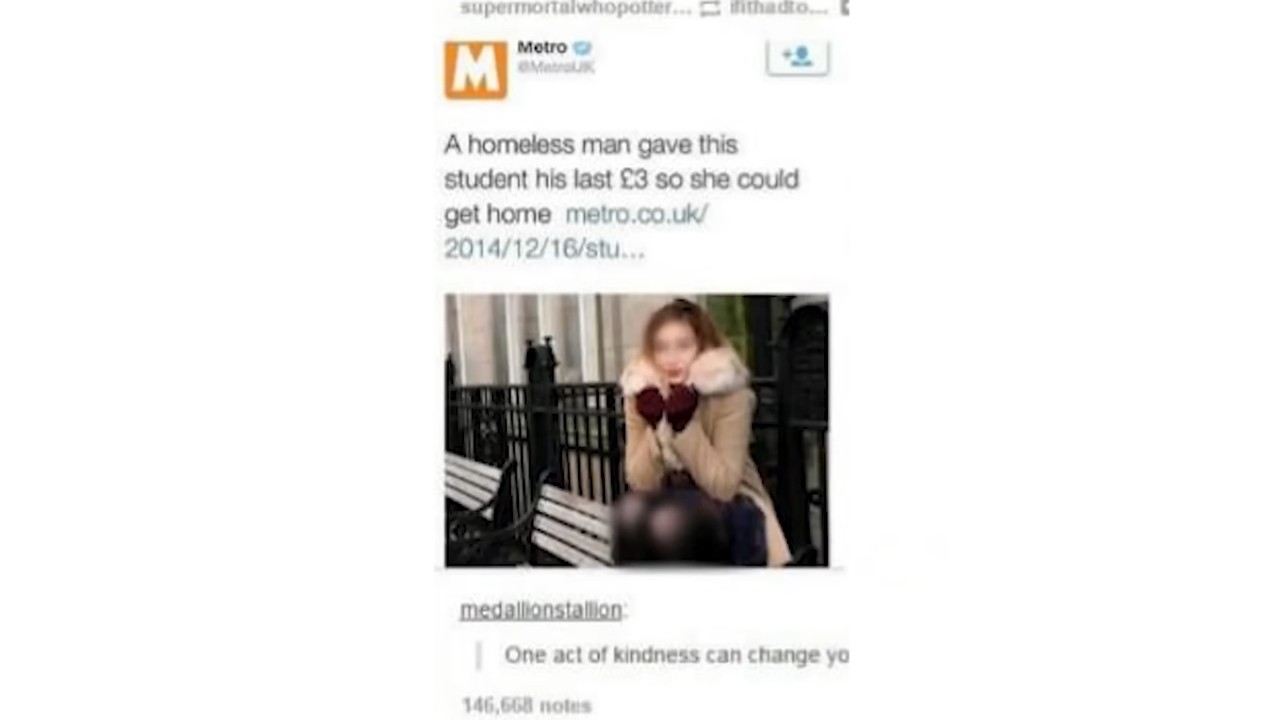 supermortalwhopotter... ifithadto...
M
Metro
@MetroUK
A homeless man gave this
student his last £3 so she could
get home metro.co.uk/
2014/12/16/stu...
medallionstallion:
One act of kindness can change yo
146,668 notes